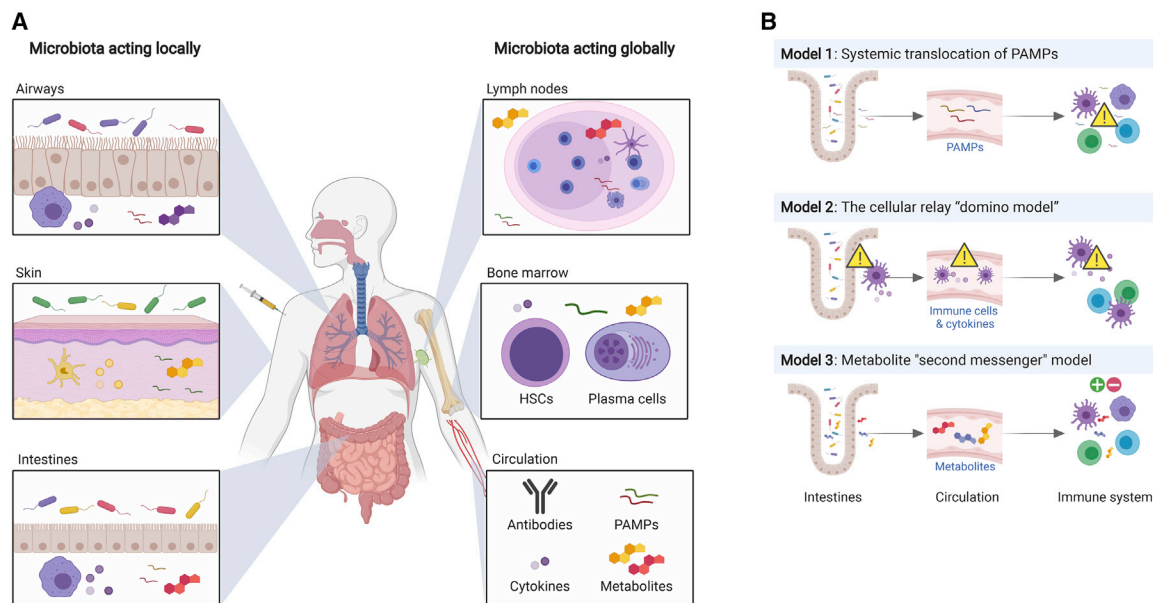 A
Microbiota acting locally
Microbiota acting globally
Airways
Skin
Intestines
Lymph nodes
Bone marrow
HSCs
Plasma cells
Circulation
Antibodies
PAMPs
Cytokines
Metabolites
B
Model 1: Systemic translocation of PAMPs
!
PAMPs
Model 2: The cellular relay “domino model”
!
!
!
Immune cells
& cytokines
Model 3: Metabolite "second messenger" model
+ −
Metabolites
Intestines
Circulation
Immune system